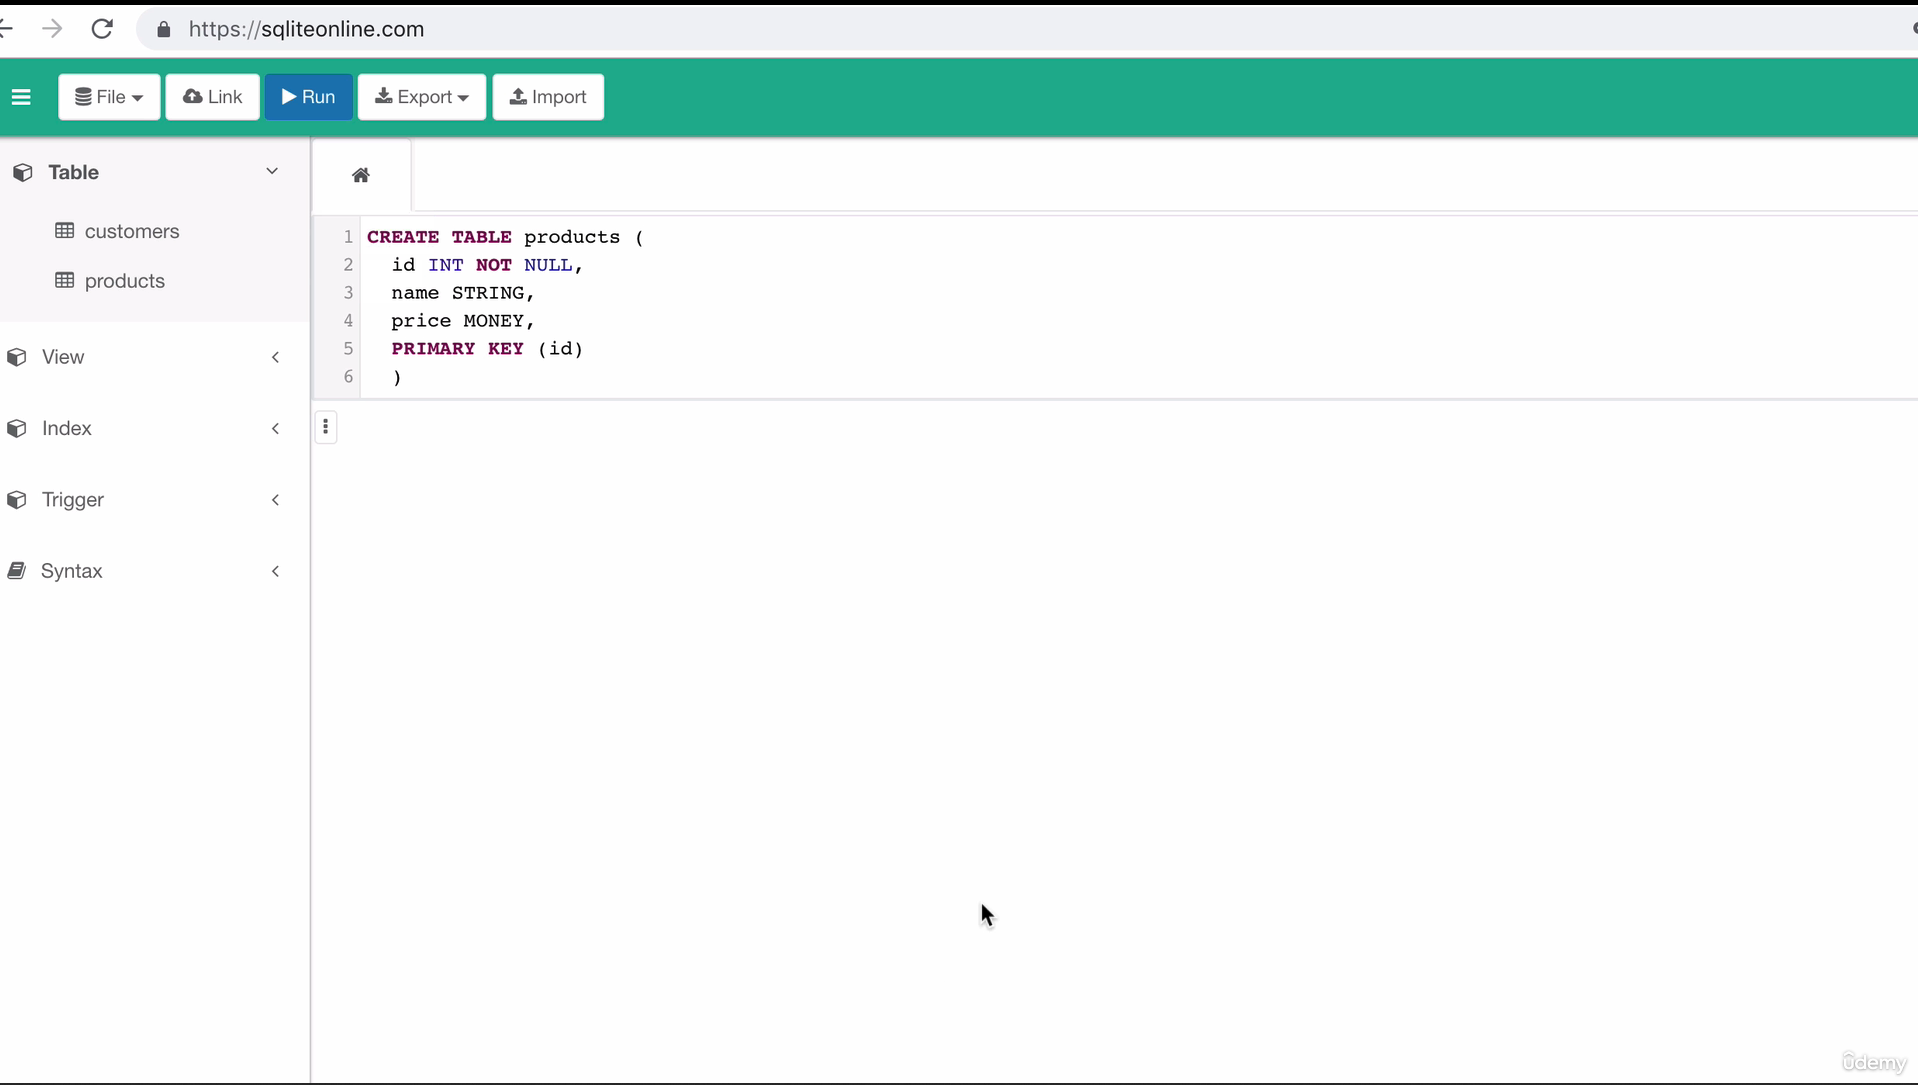 https://sqliteonline.com
File Link Run Export Import
Table
customers
products
View
Index
Trigger
Syntax
1 CREATE TABLE products (
2 id INT NOT NULL,
3 name STRING,
4 price MONEY,
5 PRIMARY KEY (id)
6 )
ûdemy